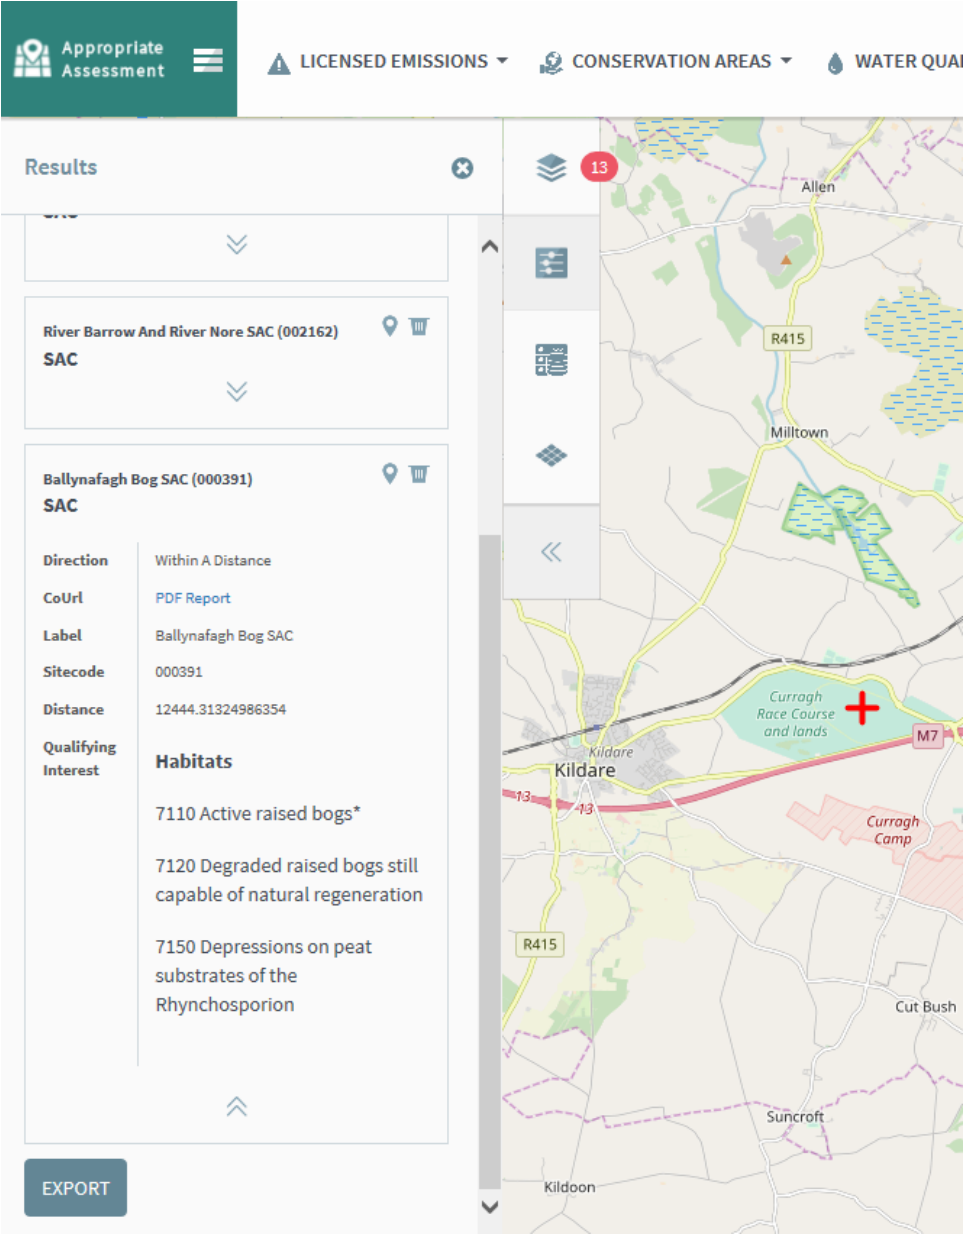 Appropriate
Assessment
LICENSED EMISSIONS
CONSERVATION AREAS
WATER QUA
Results
13
River Barrow And River Nore SAC (002162)
SAC
Ballynafagh Bog SAC (000391)
SAC
Direction Within A Distance
CoUrl PDF Report
Label Ballynafagh Bog SAC
Sitecode 000391
Distance 12444.31324986354
Qualifying
Interest
Habitats
7110 Active raised bogs*
7120 Degraded raised bogs still
capable of natural regeneration
7150 Depressions on peat
substrates of the
Rhynchosporion
EXPORT
Allen
R415
Milltown
Curragh
Race Course
and lands
M7
Kildare
Kildare
13
13
Curragh
Camp
R415
Cut Bush
Suncroft
Kildoon